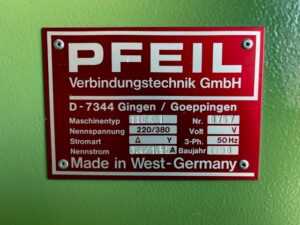 PFEIL
Verbindungstechnik GmbH
D-7344 Gingen / Goeppingen
Maschinentyp Nr.
Nennspannung 220/380 Volt V
Stromart Δ Y 3-Ph. 50 Hz
Nennstrom A Baujahr
Made in West-Germany